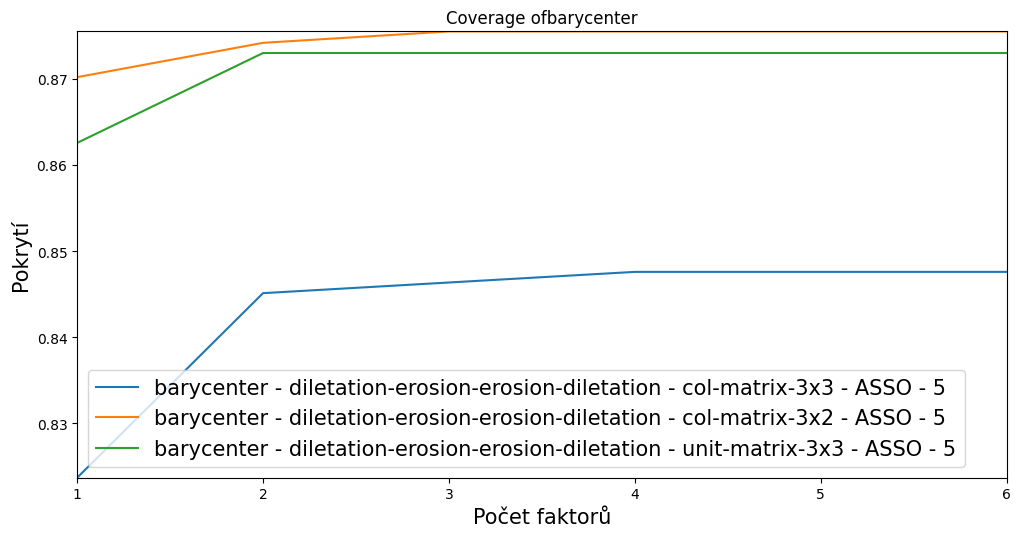 Coverage ofbarycenter
Pokrytí
0.87
0.86
0.85
0.84
0.83
barycenter - diletation-erosion-erosion-diletation - col-matrix-3x3 - ASSO - 5
barycenter - diletation-erosion-erosion-diletation - col-matrix-3x2 - ASSO - 5
barycenter - diletation-erosion-erosion-diletation - unit-matrix-3x3 - ASSO - 5
1 2 3 4 5 6
Počet faktorů